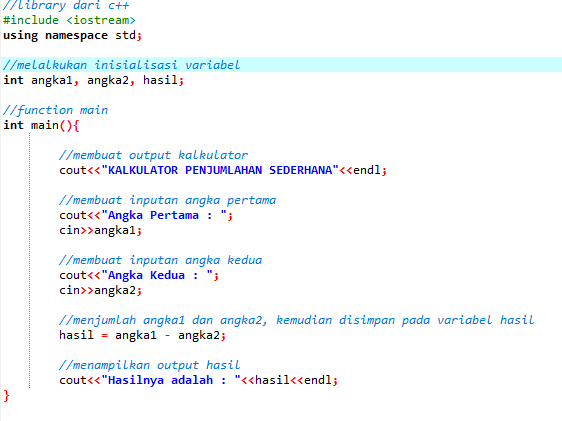 //library dari c++
#include <iostream>
using namespace std;
//melalkukan inisialisasi variabel
int angka1, angka2, hasil;
//function main
int main(){
//membuat output kalkulator
cout<<"KALKULATOR PENJUMLAHAN SEDERHANA"<<endl;
//membuat inputan angka pertama
cout<<"Angka Pertama : ";
cin>>angka1;
//membuat inputan angka kedua
cout<<"Angka Kedua : ";
cin>>angka2;
//menjumlah angka1 dan angka2, kemudian disimpan pada variabel hasil
hasil = angka1 - angka2;
//menampilkan output hasil
cout<<"Hasilnya adalah : "<<hasil<<endl;
}